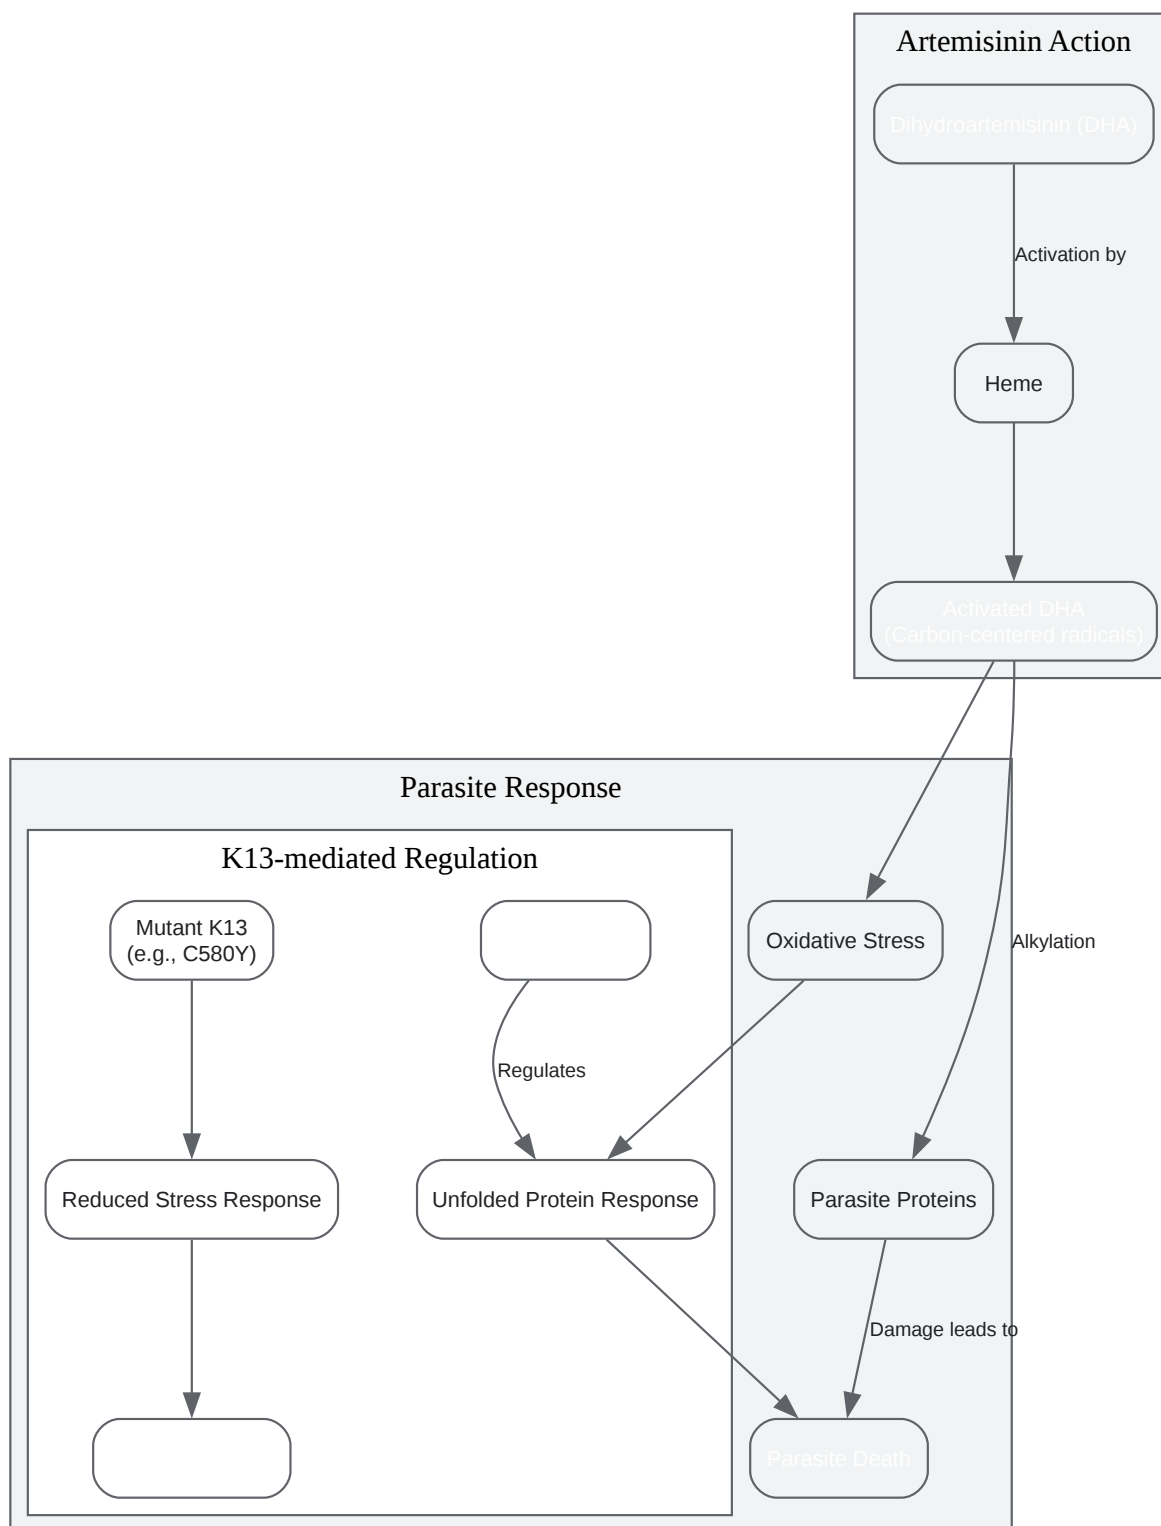 Artemisinin Action
Dihydroartemisinin (DHA)
Activation by
Heme
Activated DHA
(Carbon-centered radicals)
Parasite Response
K13-mediated Regulation
Mutant K13
(e.g., C580Y)
Oxidative Stress
Alkylation
Regulates
Reduced Stress Response
Unfolded Protein Response
Parasite Proteins
Damage leads to
Parasite Death